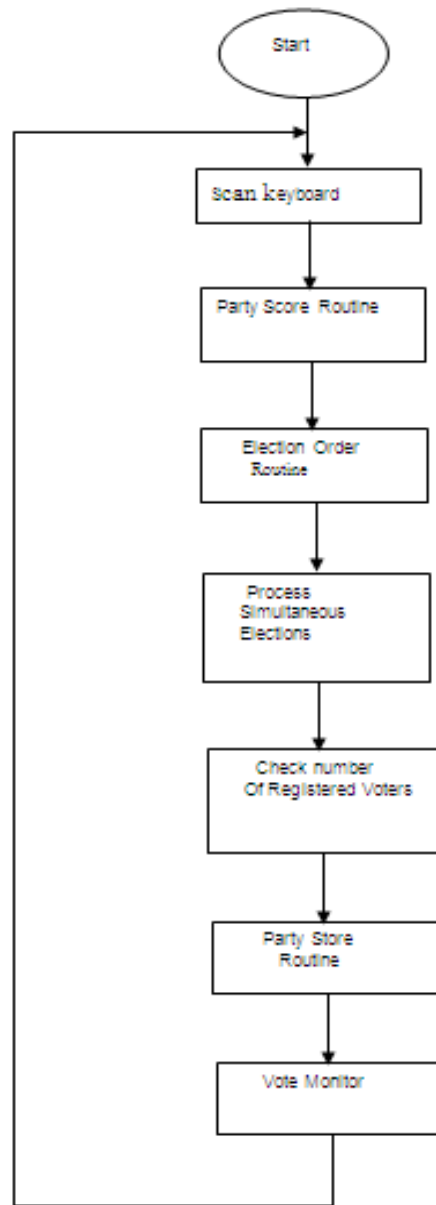 Start
Scan keyboard
Party Score Routine
Election Order
Routine
Process
Simultaneous
Elections
Check number
Of Registered Voters
Party Store
Routine
Vote Monitor